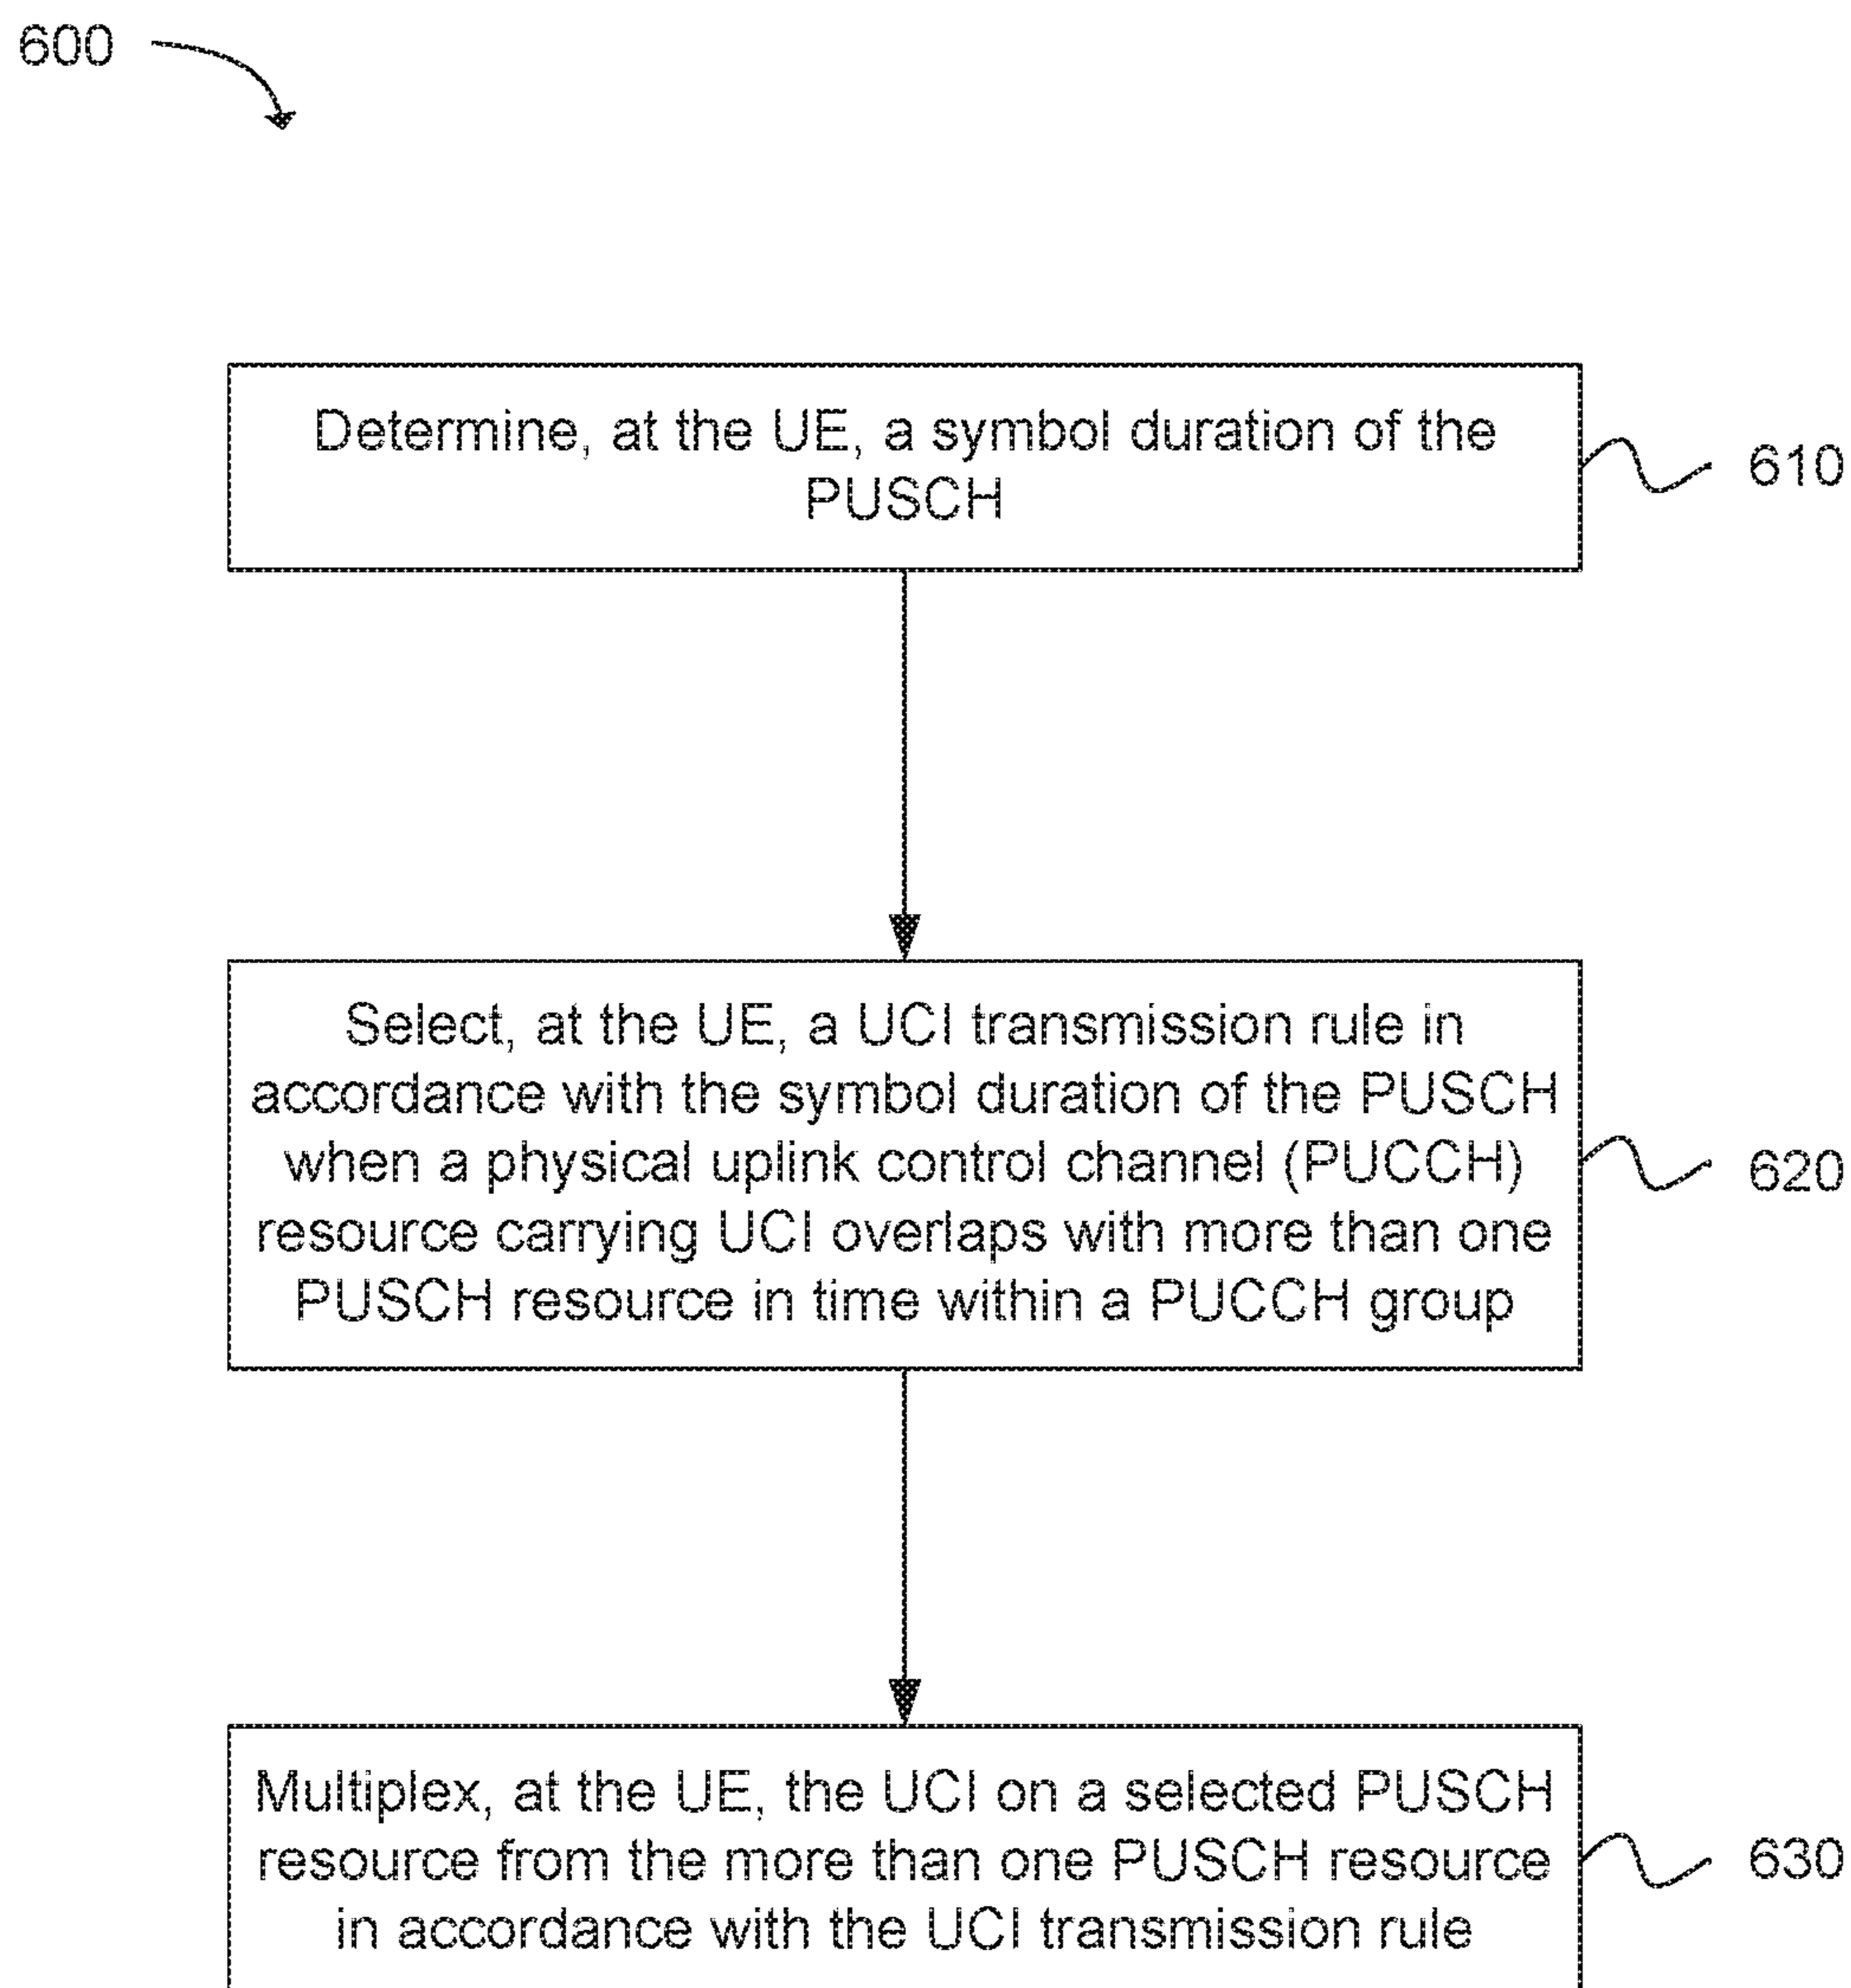 600
Determine, at the UE, a symbol duration of the
PUSCH
610
Select, at the UE, a UCI transmission rule in
accordance with the symbol duration of the PUSCH
when a physical uplink control channel (PUCCH)
resource carrying UCI overlaps with more than one
PUSCH resource in time within a PUCCH group
620
Multiplex, at the UE, the UCI on a selected PUSCH
resource from the more than one PUSCH resource
in accordance with the UCI transmission rule
630